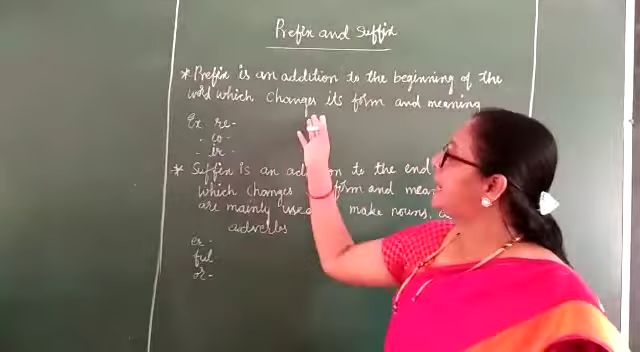 Prefix and Suffix
* Prefix is an addition to the beginning of the
word which changes its form and meaning
Ex. re-
. co-
- ir-
* Suffix is an to the end
which changes form and
are mainly make nouns,
adverbs
er-
ful
or-